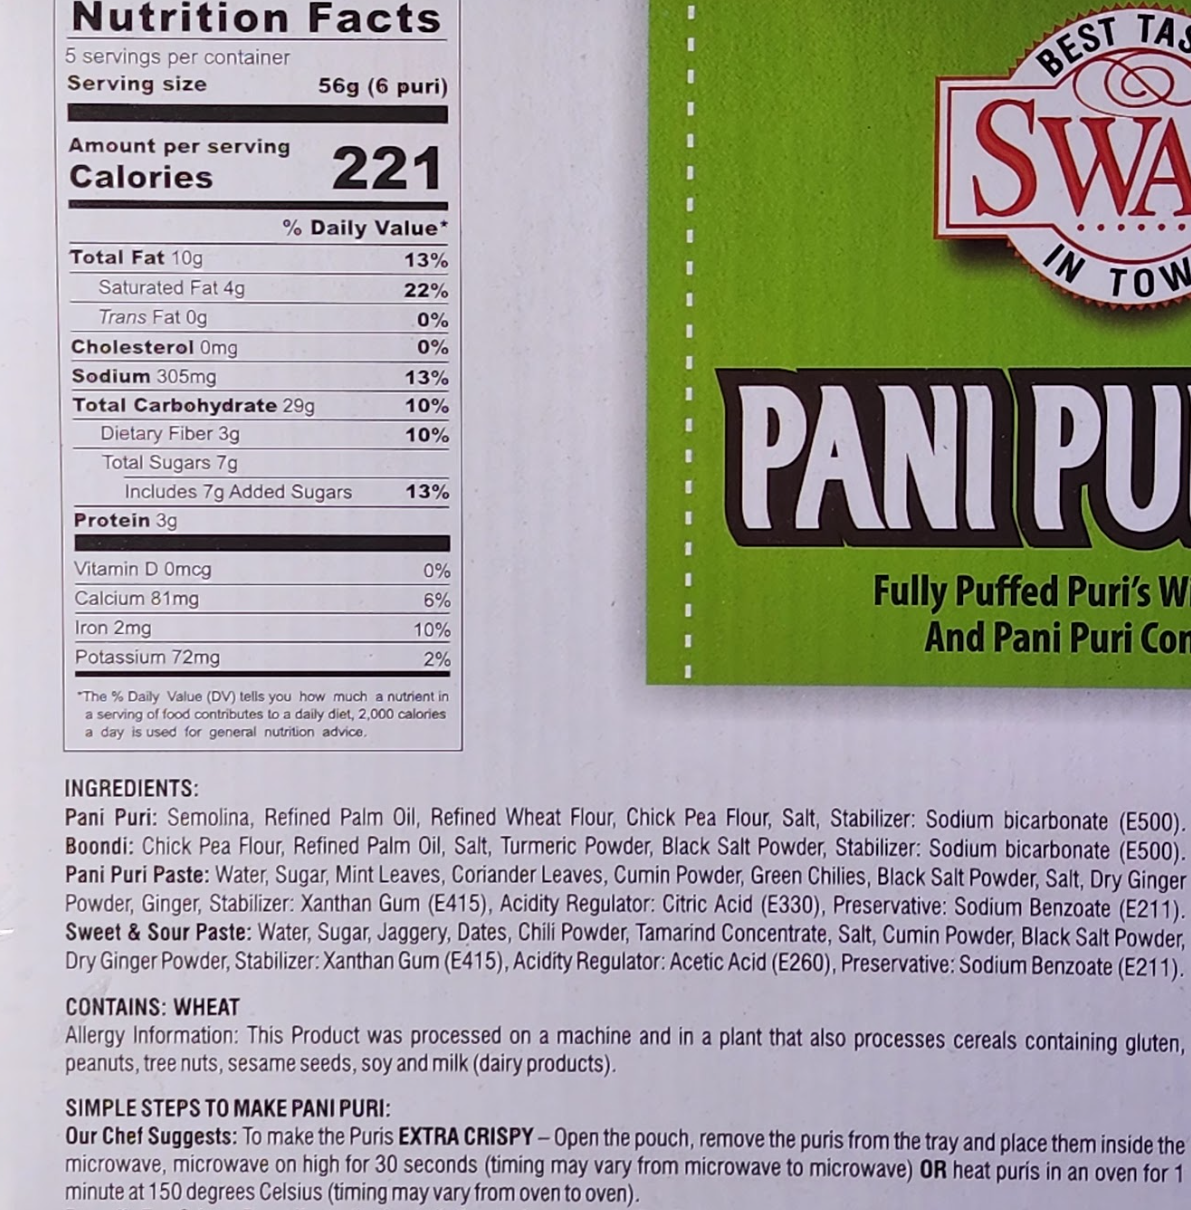 Nutrition Facts
5 servings per container
Serving size 56g (6 puri)
Amount per serving
Calories 221
% Daily Value*
Total Fat 10g 13%
Saturated Fat 4g 22%
Trans Fat 0g 0%
Cholesterol 0mg 0%
Sodium 305mg 13%
Total Carbohydrate 29g 10%
Dietary Fiber 3g 10%
Total Sugars 7g
Includes 7g Added Sugars 13%
Protein 3g
Vitamin D 0mcg 0%
Calcium 81mg 6%
Iron 2mg 10%
Potassium 72mg 2%
*The % Daily Value (DV) tells you how much a nutrient in
a serving of food contributes to a daily diet, 2,000 calories
a day is used for general nutrition advice.
BEST TAS
SWA
IN TOW
PANI PU
Fully Puffed Puri's W
And Pani Puri Con
INGREDIENTS:
Pani Puri: Semolina, Refined Palm Oil, Refined Wheat Flour, Chick Pea Flour, Salt, Stabilizer: Sodium bicarbonate (E500).
Boondi: Chick Pea Flour, Refined Palm Oil, Salt, Turmeric Powder, Black Salt Powder, Stabilizer: Sodium bicarbonate (E500).
Pani Puri Paste: Water, Sugar, Mint Leaves, Coriander Leaves, Cumin Powder, Green Chilies, Black Salt Powder, Salt, Dry Ginger
Powder, Ginger, Stabilizer: Xanthan Gum (E415), Acidity Regulator: Citric Acid (E330), Preservative: Sodium Benzoate (E211).
Sweet & Sour Paste: Water, Sugar, Jaggery, Dates, Chili Powder, Tamarind Concentrate, Salt, Cumin Powder, Black Salt Powder,
Dry Ginger Powder, Stabilizer: Xanthan Gum (E415), Acidity Regulator: Acetic Acid (E260), Preservative: Sodium Benzoate (E211).
CONTAINS: WHEAT
Allergy Information: This Product was processed on a machine and in a plant that also processes cereals containing gluten,
peanuts, tree nuts, sesame seeds, soy and milk (dairy products).
SIMPLE STEPS TO MAKE PANI PURI:
Our Chef Suggests: To make the Puris EXTRA CRISPY – Open the pouch, remove the puris from the tray and place them inside the
microwave, microwave on high for 30 seconds (timing may vary from microwave to microwave) OR heat puris in an oven for 1
minute at 150 degrees Celsius (timing may vary from oven to oven).